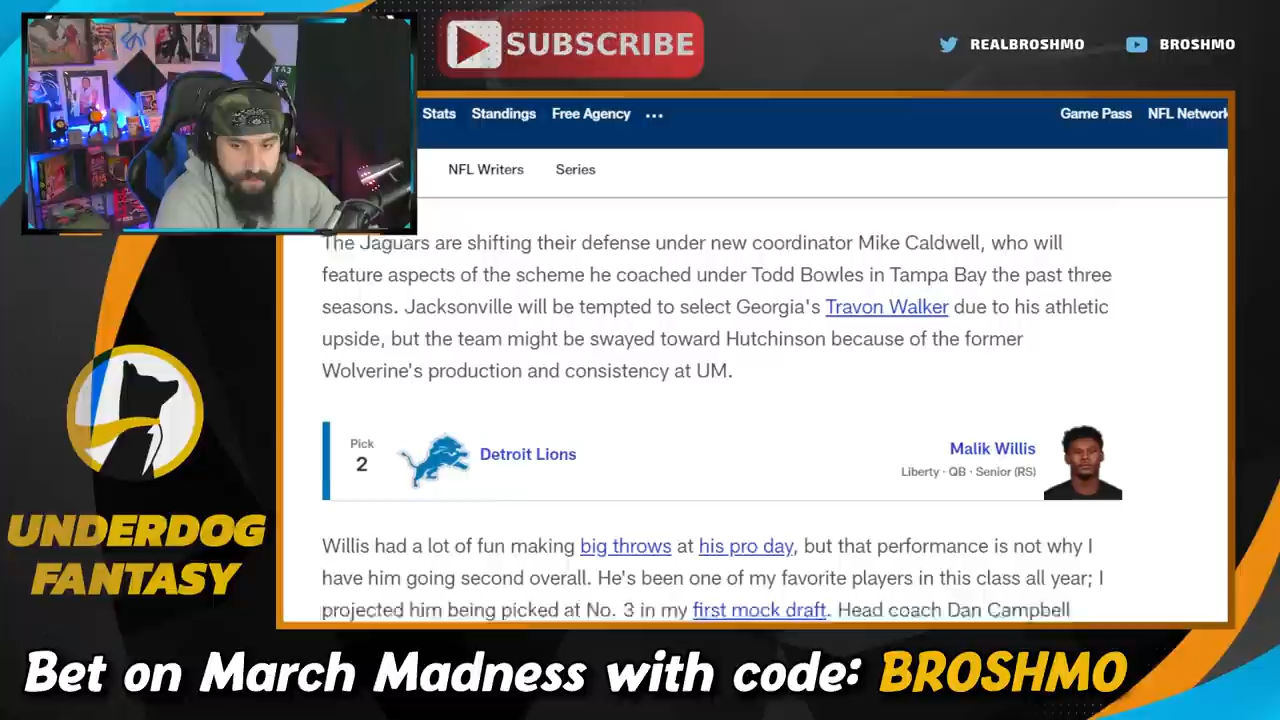 SUBSCRIBE
REALBROSHMO
BROSHMO
Stats Standings Free Agency ...
Game Pass NFL Network
NFL Writers Series
The Jaguars are shifting their defense under new coordinator Mike Caldwell, who will
feature aspects of the scheme he coached under Todd Bowles in Tampa Bay the past three
seasons. Jacksonville will be tempted to select Georgia's Travon Walker due to his athletic
upside, but the team might be swayed toward Hutchinson because of the former
Wolverine's production and consistency at UM.
Pick
2
Detroit Lions
Malik Willis
Liberty · QB · Senior (RS)
Willis had a lot of fun making big throws at his pro day, but that performance is not why I
have him going second overall. He's been one of my favorite players in this class all year; I
projected him being picked at No. 3 in my first mock draft. Head coach Dan Campbell
UNDERDOG
FANTASY
Bet on March Madness with code: BROSHMO